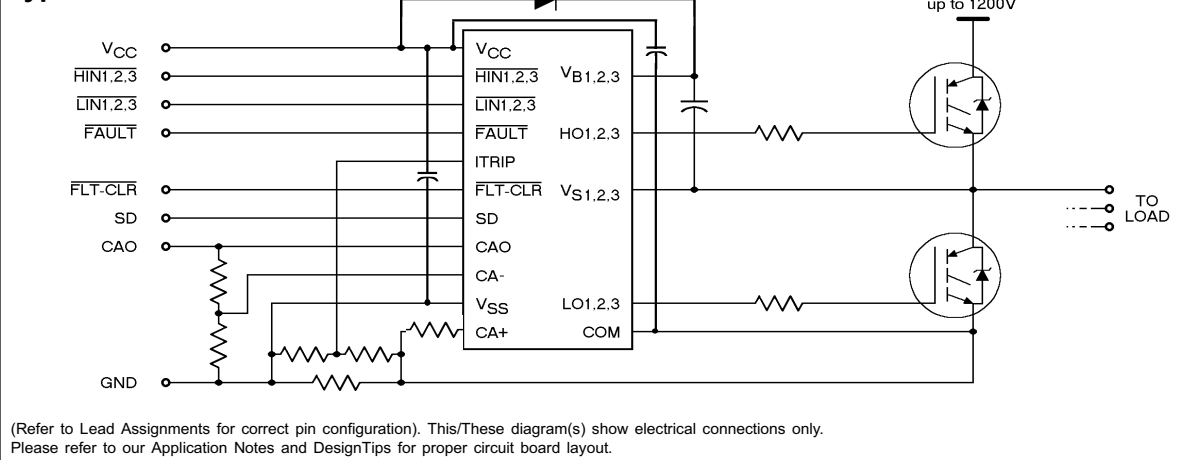 up to 1200V
VCC
HIN1,2,3
LIN1,2,3
FAULT
FLT-CLR
SD
CAO
GND
VCC
HIN1,2,3
LIN1,2,3
FAULT
ITRIP
FLT-CLR
SD
CAO
CA-
VSS
CA+
VB1,2,3
HO1,2,3
VS1,2,3
LO1,2,3
COM
TO
LOAD
(Refer to Lead Assignments for correct pin configuration). This/These diagram(s) show electrical connections only.
Please refer to our Application Notes and DesignTips for proper circuit board layout.